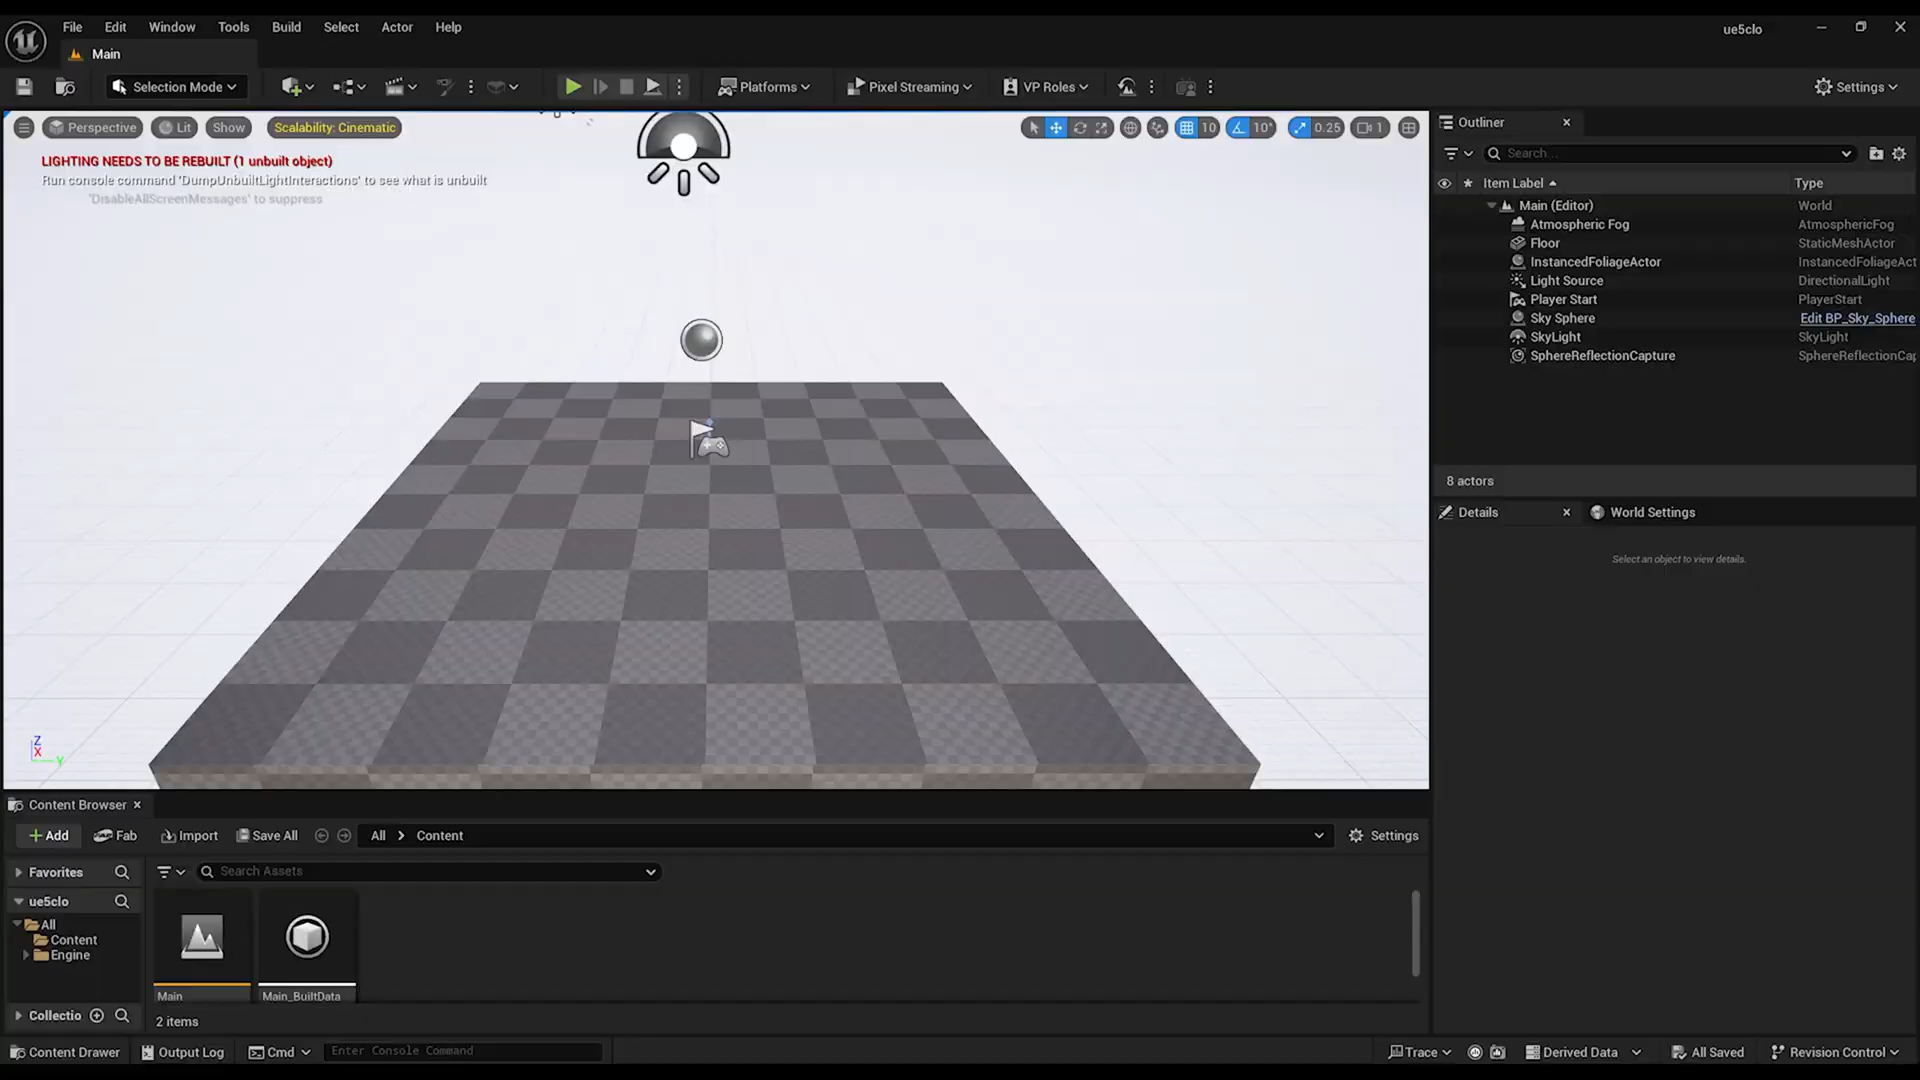 File Edit Window Tools Build Select Actor Help
ue5clo
Main
Selection Mode
Platforms
Pixel Streaming
VP Roles
Settings
Perspective
Lit
Show
Scalability: Cinematic
10
10°
0.25
1
LIGHTING NEEDS TO BE REBUILT (1 unbuilt object)
Run console command 'DumpUnbuiltLightInteractions' to see what is unbuilt
'DisableAllScreenMessages' to suppress
Z
X
Y
Outliner
Search...
Item Label Type
Main (Editor) World
Atmospheric Fog AtmosphericFog
Floor StaticMeshActor
InstancedFoliageActor InstancedFoliageAct
Light Source DirectionalLight
Player Start PlayerStart
Sky Sphere Edit BP_Sky_Sphere
SkyLight SkyLight
SphereReflectionCapture SphereReflectionCap
8 actors
Details
World Settings
Select an object to view details.
Content Browser
Add
Fab
Import
Save All
All > Content
Settings
Favorites
Search Assets
ue5clo
All
Content
Engine
Main
Main_BuiltData
Collectio
2 items
Content Drawer
Output Log
Cmd
Enter Console Command
Trace
Derived Data
All Saved
Revision Control